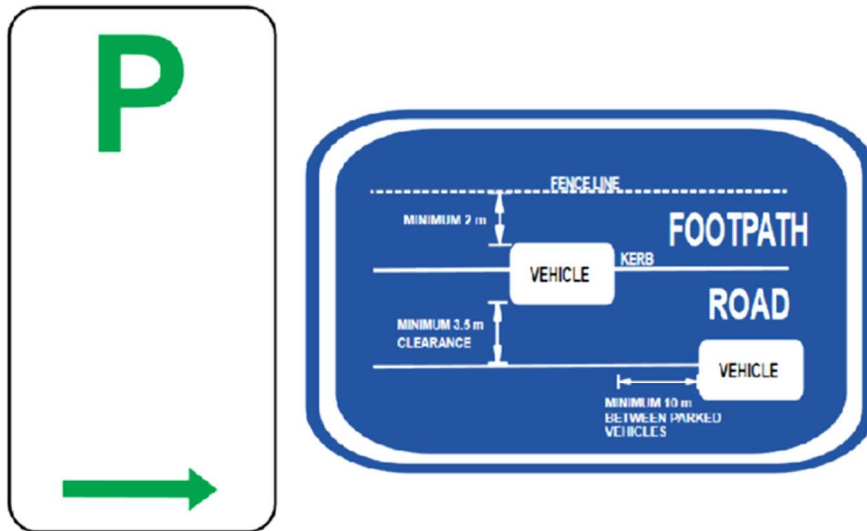 P
FENCE LINE
MINIMUM 2 m
FOOTPATH
VEHICLE
KERB
ROAD
MINIMUM 3.5 m
CLEARANCE
VEHICLE
MINIMUM 10 m
BETWEEN PARKED
VEHICLES